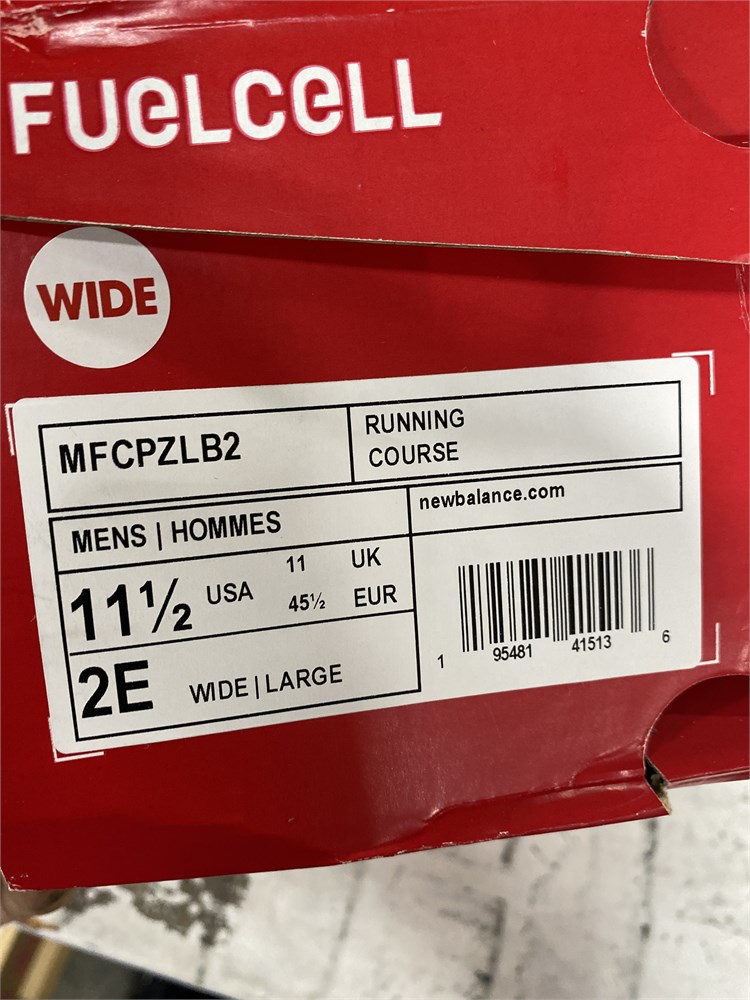 FUELCELL
WIDE
MFCPZLB2
RUNNING
COURSE
MENS | HOMMES
newbalance.com
11½ USA 11 UK
45½ EUR
2E WIDE | LARGE
1 95481 41513 6